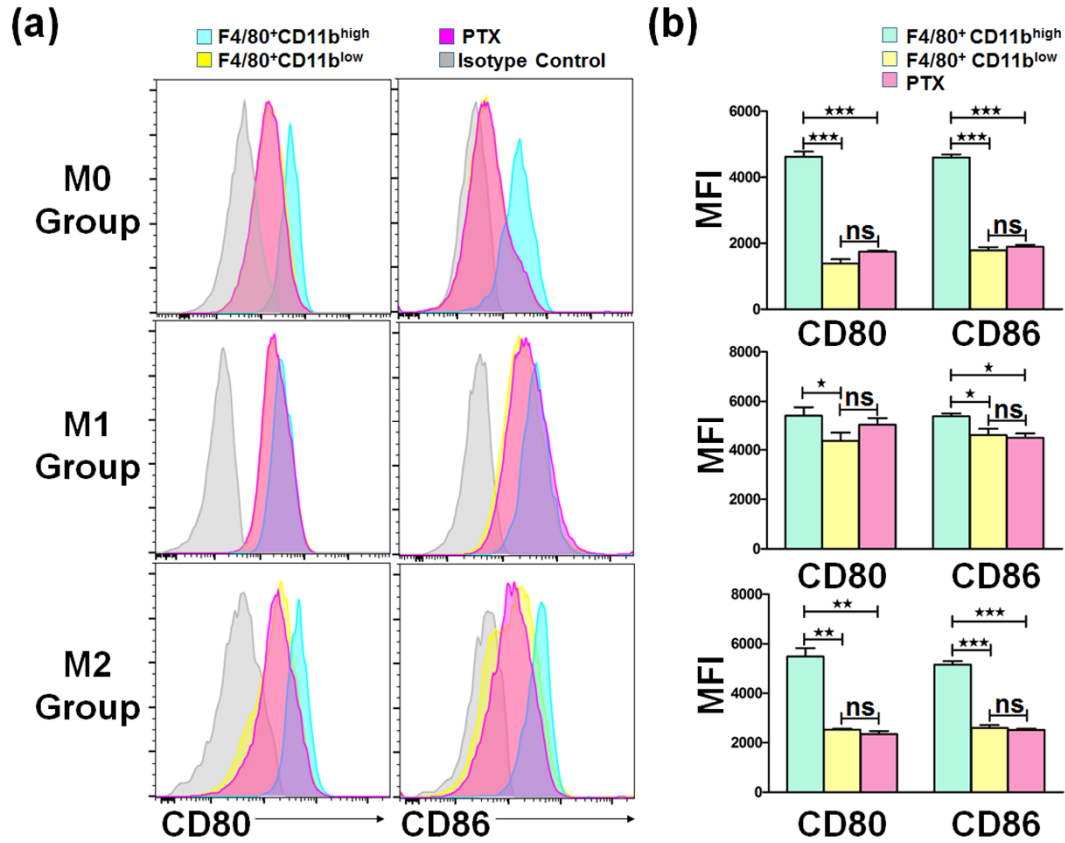 (a)
F4/80⁺CD11b^high
PTX
F4/80⁺CD11b^low
Isotype Control
M0
Group
M1
Group
M2
Group
CD80
CD86
(b)
F4/80⁺ CD11b^high
F4/80⁺ CD11b^low
PTX
6000
★★★ ★★★
★★★ ★★★
4000
MFI
2000
ns ns
0
CD80 CD86
8000
6000
★ ★
★
4000
MFI
ns ns
2000
0
CD80 CD86
8000
6000
★★ ★★★
★★ ★★★
4000
MFI
2000
ns ns
0
CD80 CD86